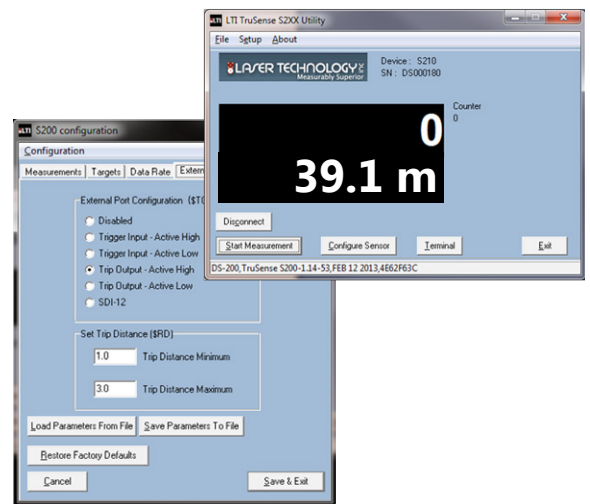 LTI TruSense S2XX Utility
File Setup About
LASER TECHNOLOGY
Measurably Superior
Device : S210
SN : DS000180
Counter
0
0
39.1 m
Disconnect
Start Measurement Configure Sensor Terminal Exit
DS-200,TruSense S200-1.14-53,FEB 12 2013,4E62F63C
S200 configuration
Configuration
Measurements Targets Data Rate
External Port Configuration
Disabled
Trigger Input - Active High
Trigger Input - Active Low
Trip Output - Active High
Trip Output - Active Low
SDI-12
Set Trip Distance ($RD)
1.0 Trip Distance Minimum
3.0 Trip Distance Maximum
Load Parameters From File Save Parameters To File
Restore Factory Defaults
Cancel Save & Exit